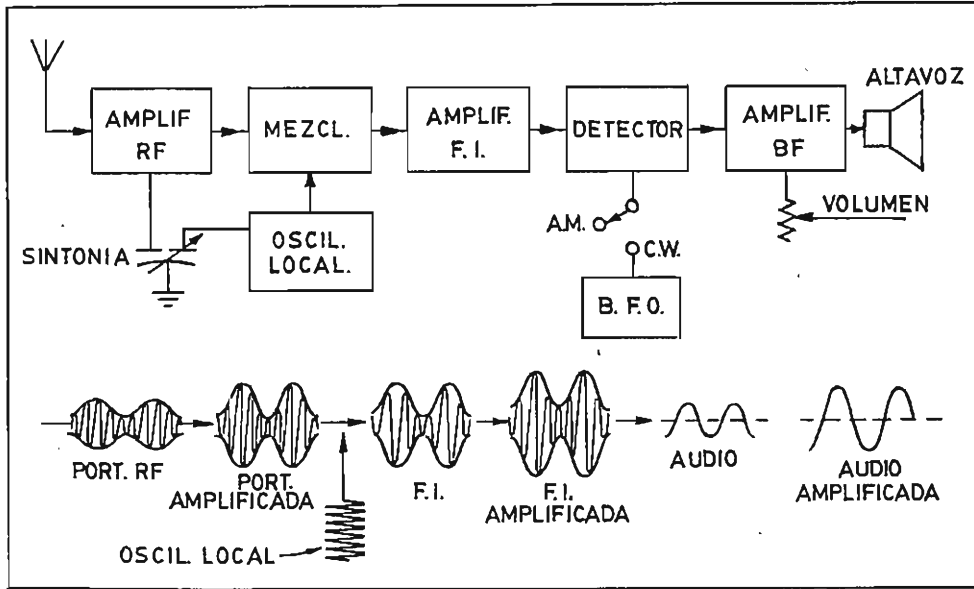 ALTAVOZ
AMPLIF
RF
MEZCL.
AMPLIF.
F. I.
DETECTOR
AMPLIF.
BF
VOLUMEN
SINTONIA
OSCIL.
LOCAL.
A.M.
C.W.
B. F. O.
PORT. RF
PORT.
AMPLIFICADA
OSCIL. LOCAL
F. I.
F. I.
AMPLIFICADA
AUDIO
AUDIO
AMPLIFICADA